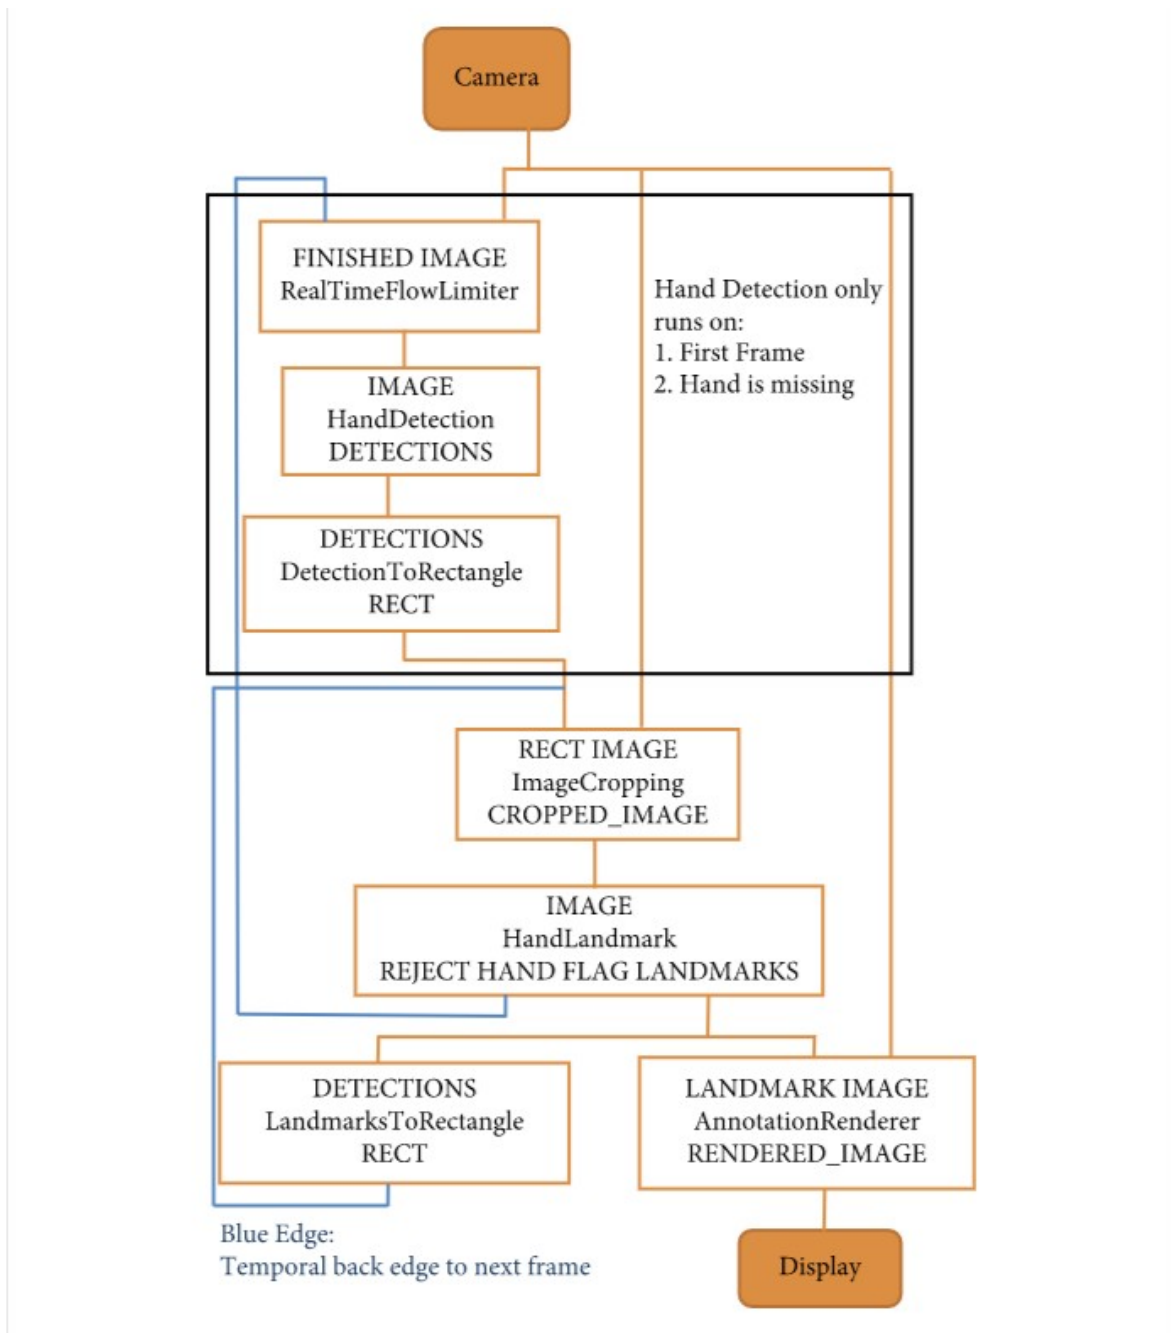 Camera
FINISHED IMAGE
RealTimeFlowLimiter
Hand Detection only
runs on:
1. First Frame
2. Hand is missing
IMAGE
HandDetection
DETECTIONS
DETECTIONS
DetectionToRectangle
RECT
RECT IMAGE
ImageCropping
CROPPED_IMAGE
IMAGE
HandLandmark
REJECT HAND FLAG LANDMARKS
DETECTIONS
LandmarksToRectangle
RECT
LANDMARK IMAGE
AnnotationRenderer
RENDERED_IMAGE
Blue Edge:
Temporal back edge to next frame
Display